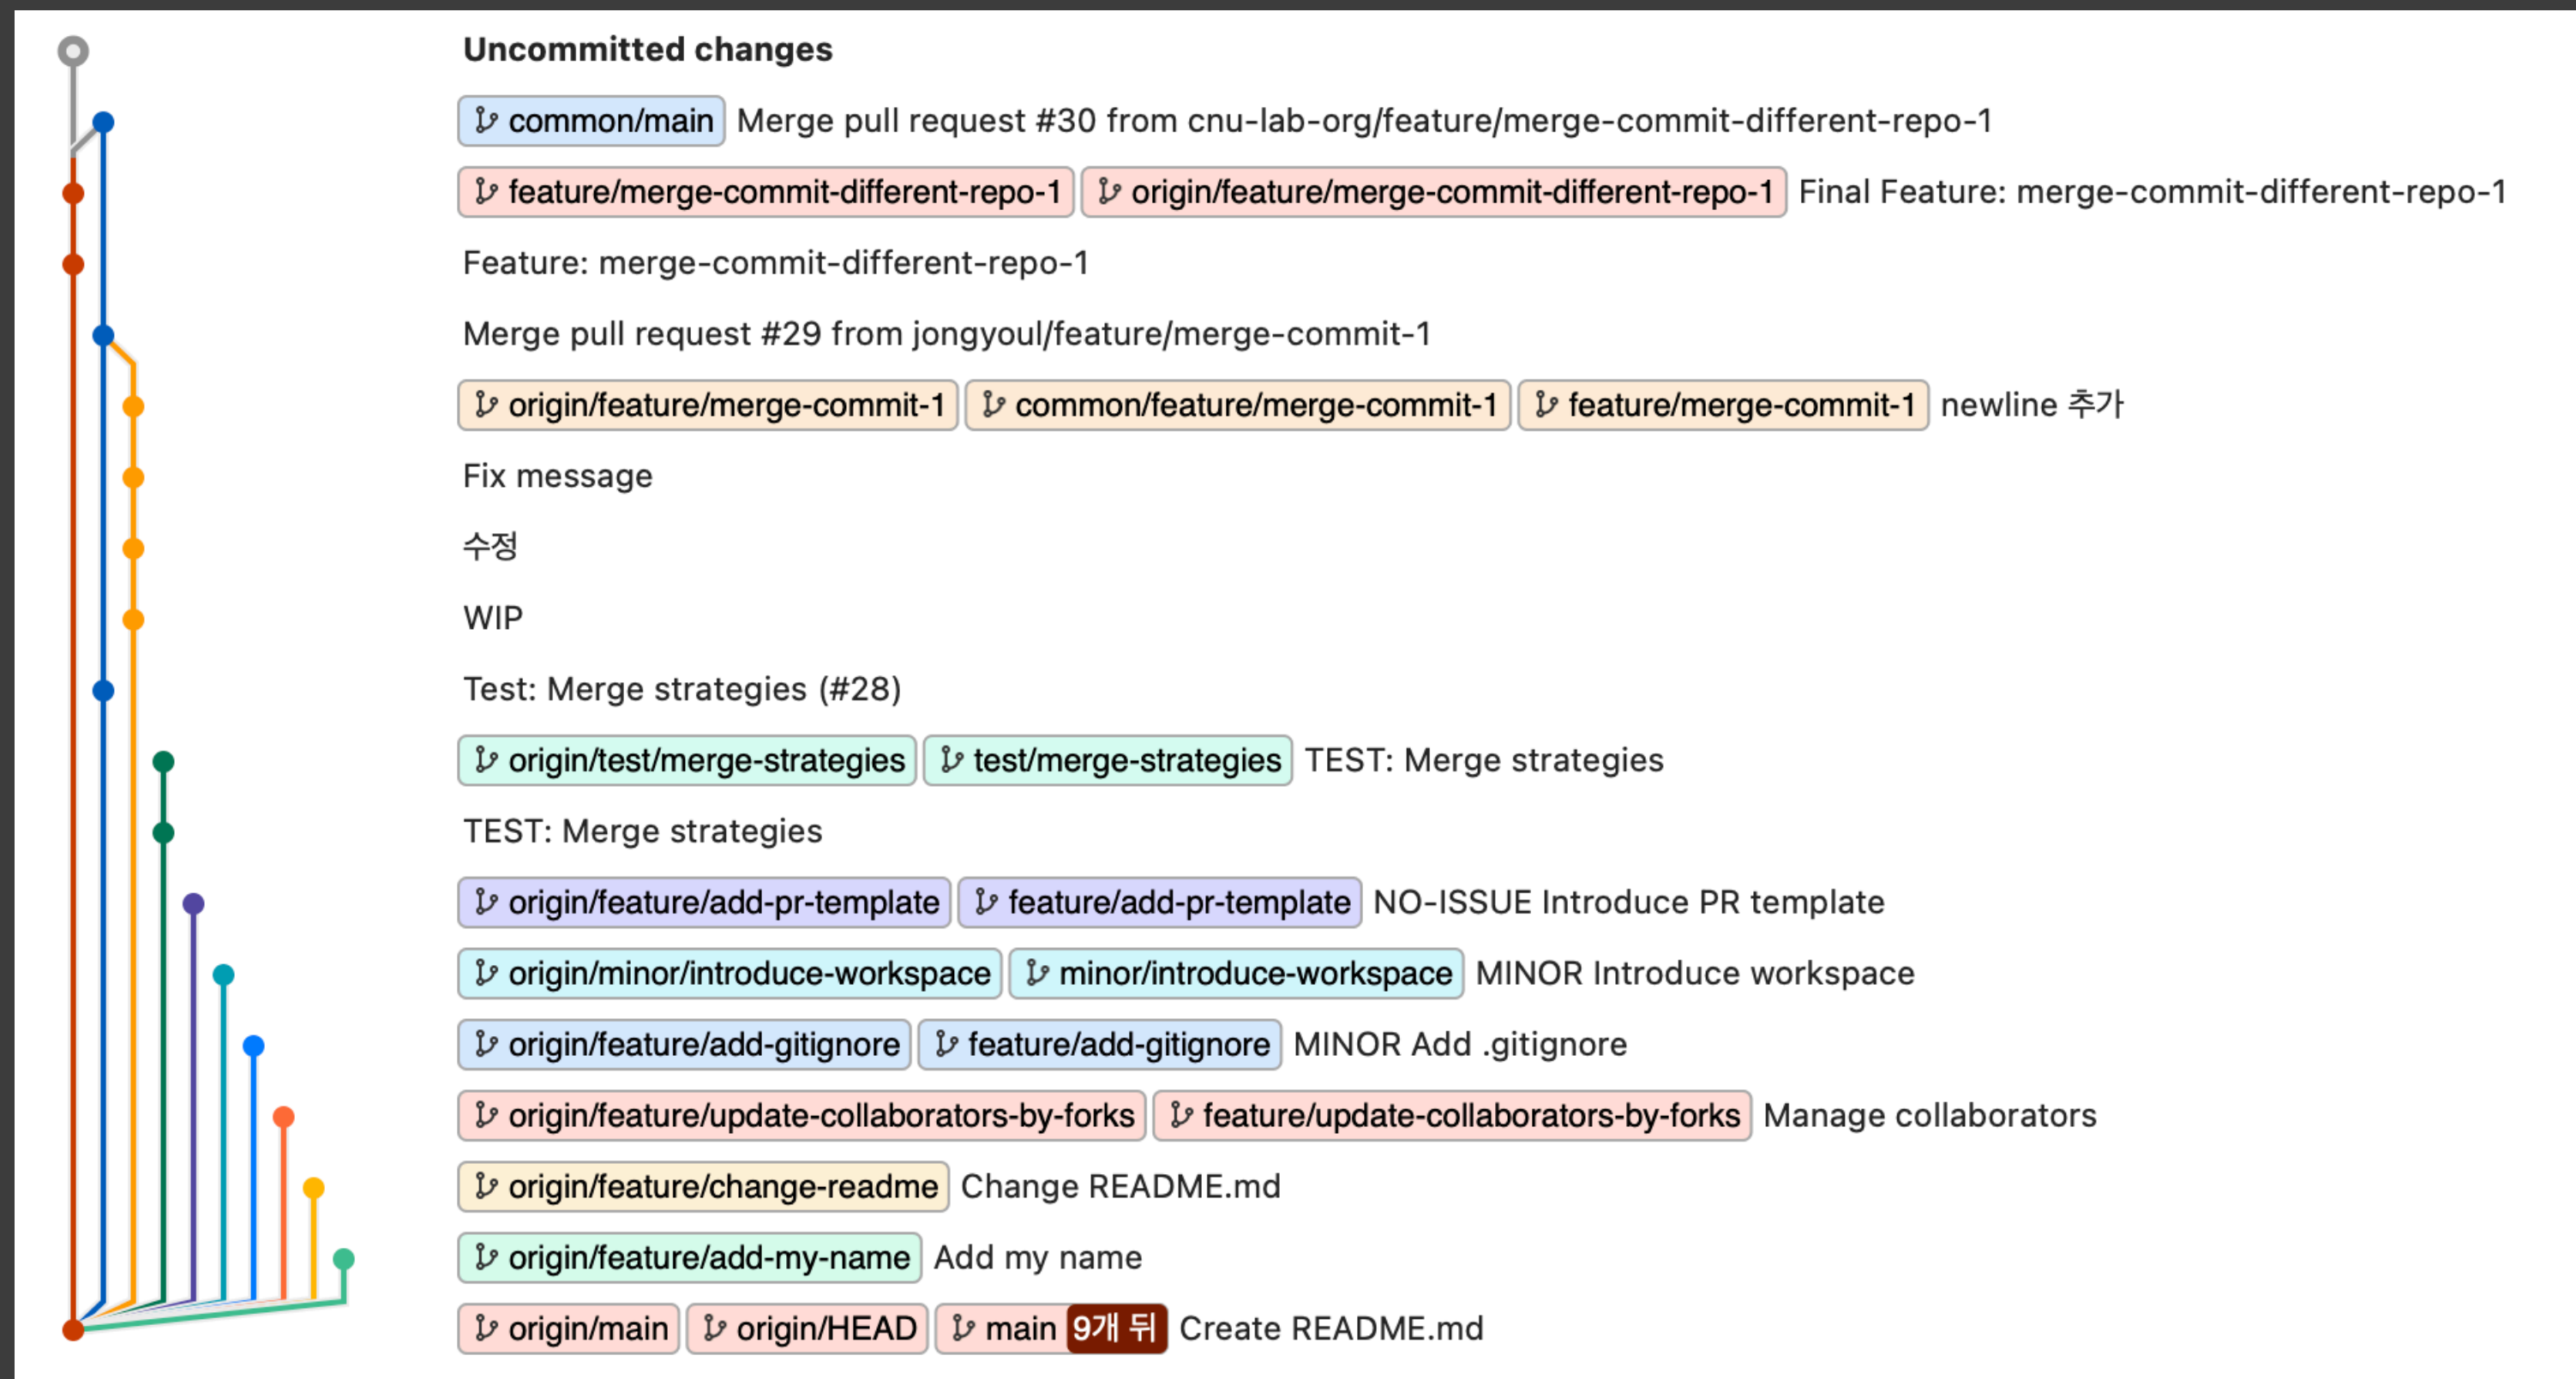 Uncommitted changes
common/main Merge pull request #30 from cnu-lab-org/feature/merge-commit-different-repo-1
feature/merge-commit-different-repo-1 origin/feature/merge-commit-different-repo-1 Final Feature: merge-commit-different-repo-1
Feature: merge-commit-different-repo-1
Merge pull request #29 from jongyoul/feature/merge-commit-1
origin/feature/merge-commit-1 common/feature/merge-commit-1 feature/merge-commit-1 newline 추가
Fix message
수정
WIP
Test: Merge strategies (#28)
origin/test/merge-strategies test/merge-strategies TEST: Merge strategies
TEST: Merge strategies
origin/feature/add-pr-template feature/add-pr-template NO-ISSUE Introduce PR template
origin/minor/introduce-workspace minor/introduce-workspace MINOR Introduce workspace
origin/feature/add-gitignore feature/add-gitignore MINOR Add .gitignore
origin/feature/update-collaborators-by-forks feature/update-collaborators-by-forks Manage collaborators
origin/feature/change-readme Change README.md
origin/feature/add-my-name Add my name
origin/main origin/HEAD main 9개 뒤 Create README.md